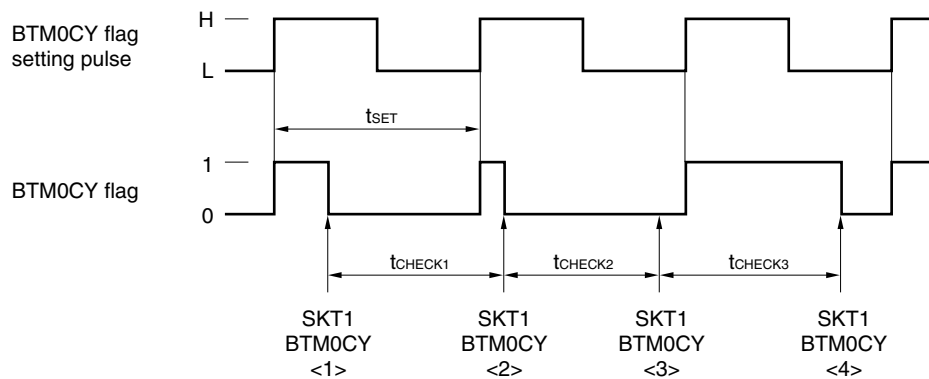 BTM0CY flag
setting pulse
H
L
tSET
BTM0CY flag
1
0
tCHECK1
tCHECK2
tCHECK3
SKT1
BTM0CY
<1>
SKT1
BTM0CY
<2>
SKT1
BTM0CY
<3>
SKT1
BTM0CY
<4>